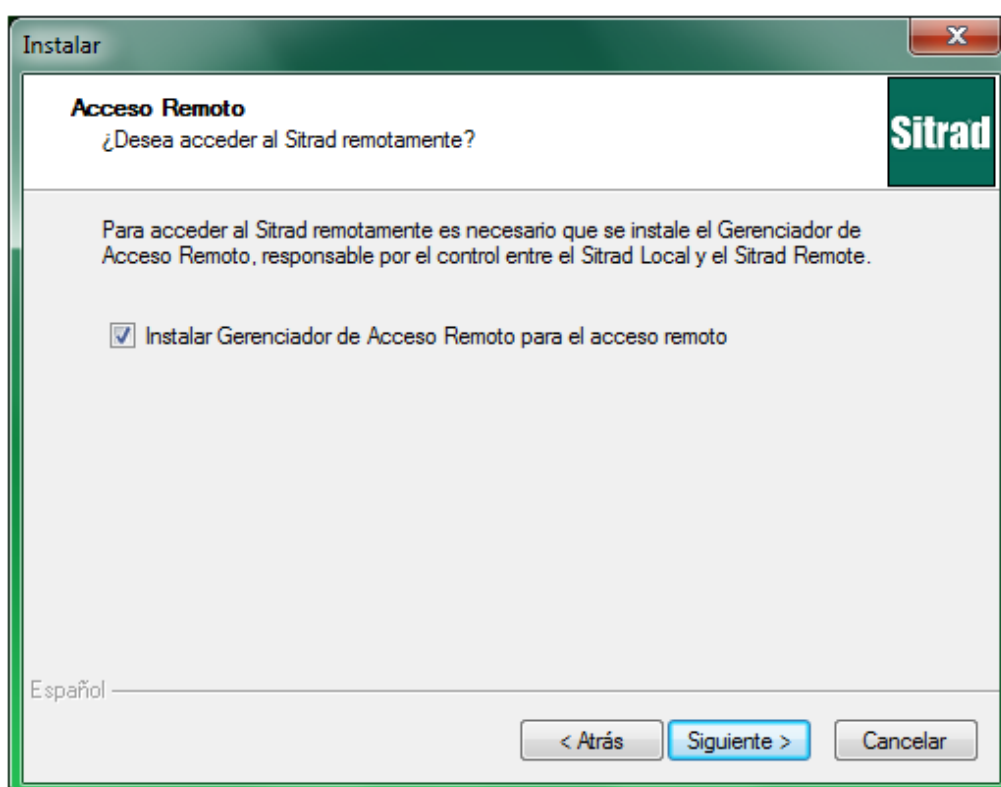 Instalar
Acceso Remoto
¿Desea acceder al Sitrad remotamente?
Sitrad
Para acceder al Sitrad remotamente es necesario que se instale el Gerenciador de
Acceso Remoto, responsable por el control entre el Sitrad Local y el Sitrad Remote.
Instalar Gerenciador de Acceso Remoto para el acceso remoto
Español
< Atrás
Siguiente >
Cancelar